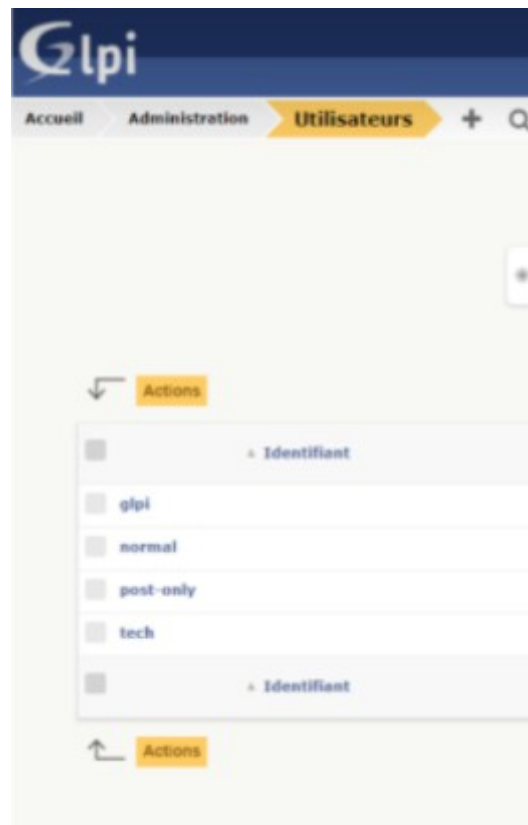 Glpi
Accueil Administration Utilisateurs
Actions
Identifiant
glpi
normal
post-only
tech
Identifiant
Actions